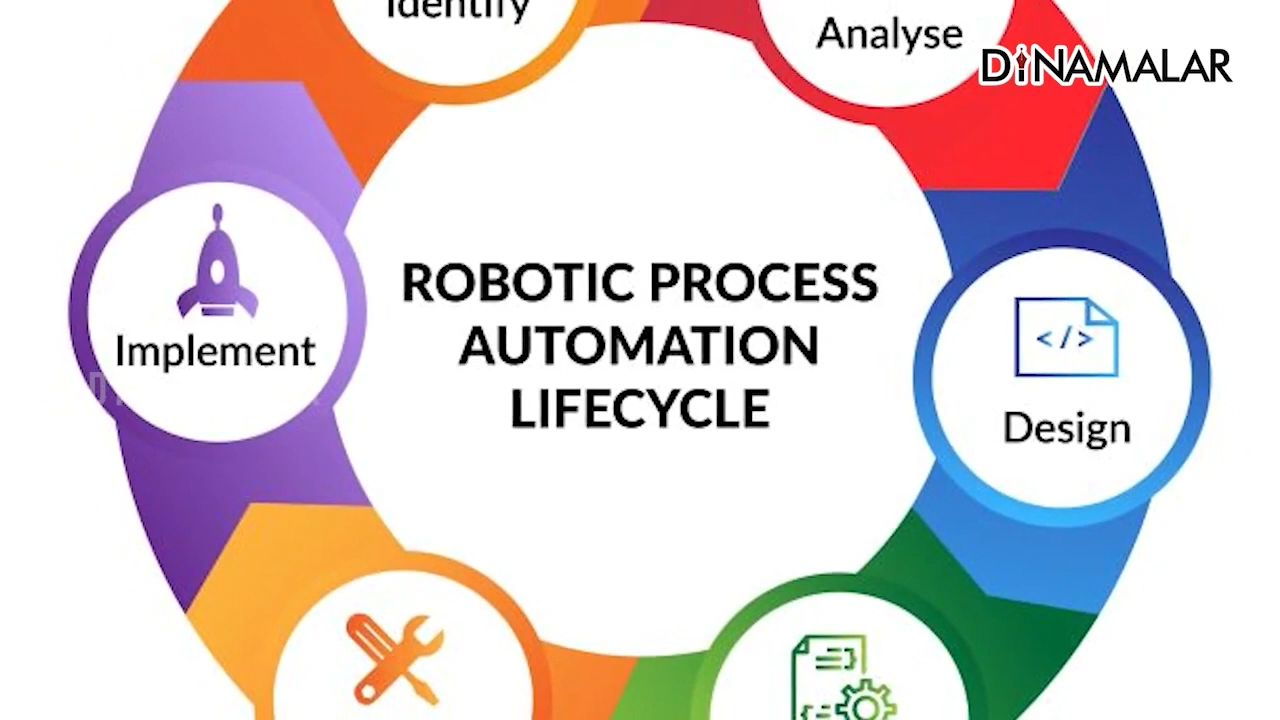 Identify
Analyse
DiNAMALAR
Implement
ROBOTIC PROCESS
AUTOMATION
LIFECYCLE
</>
Design